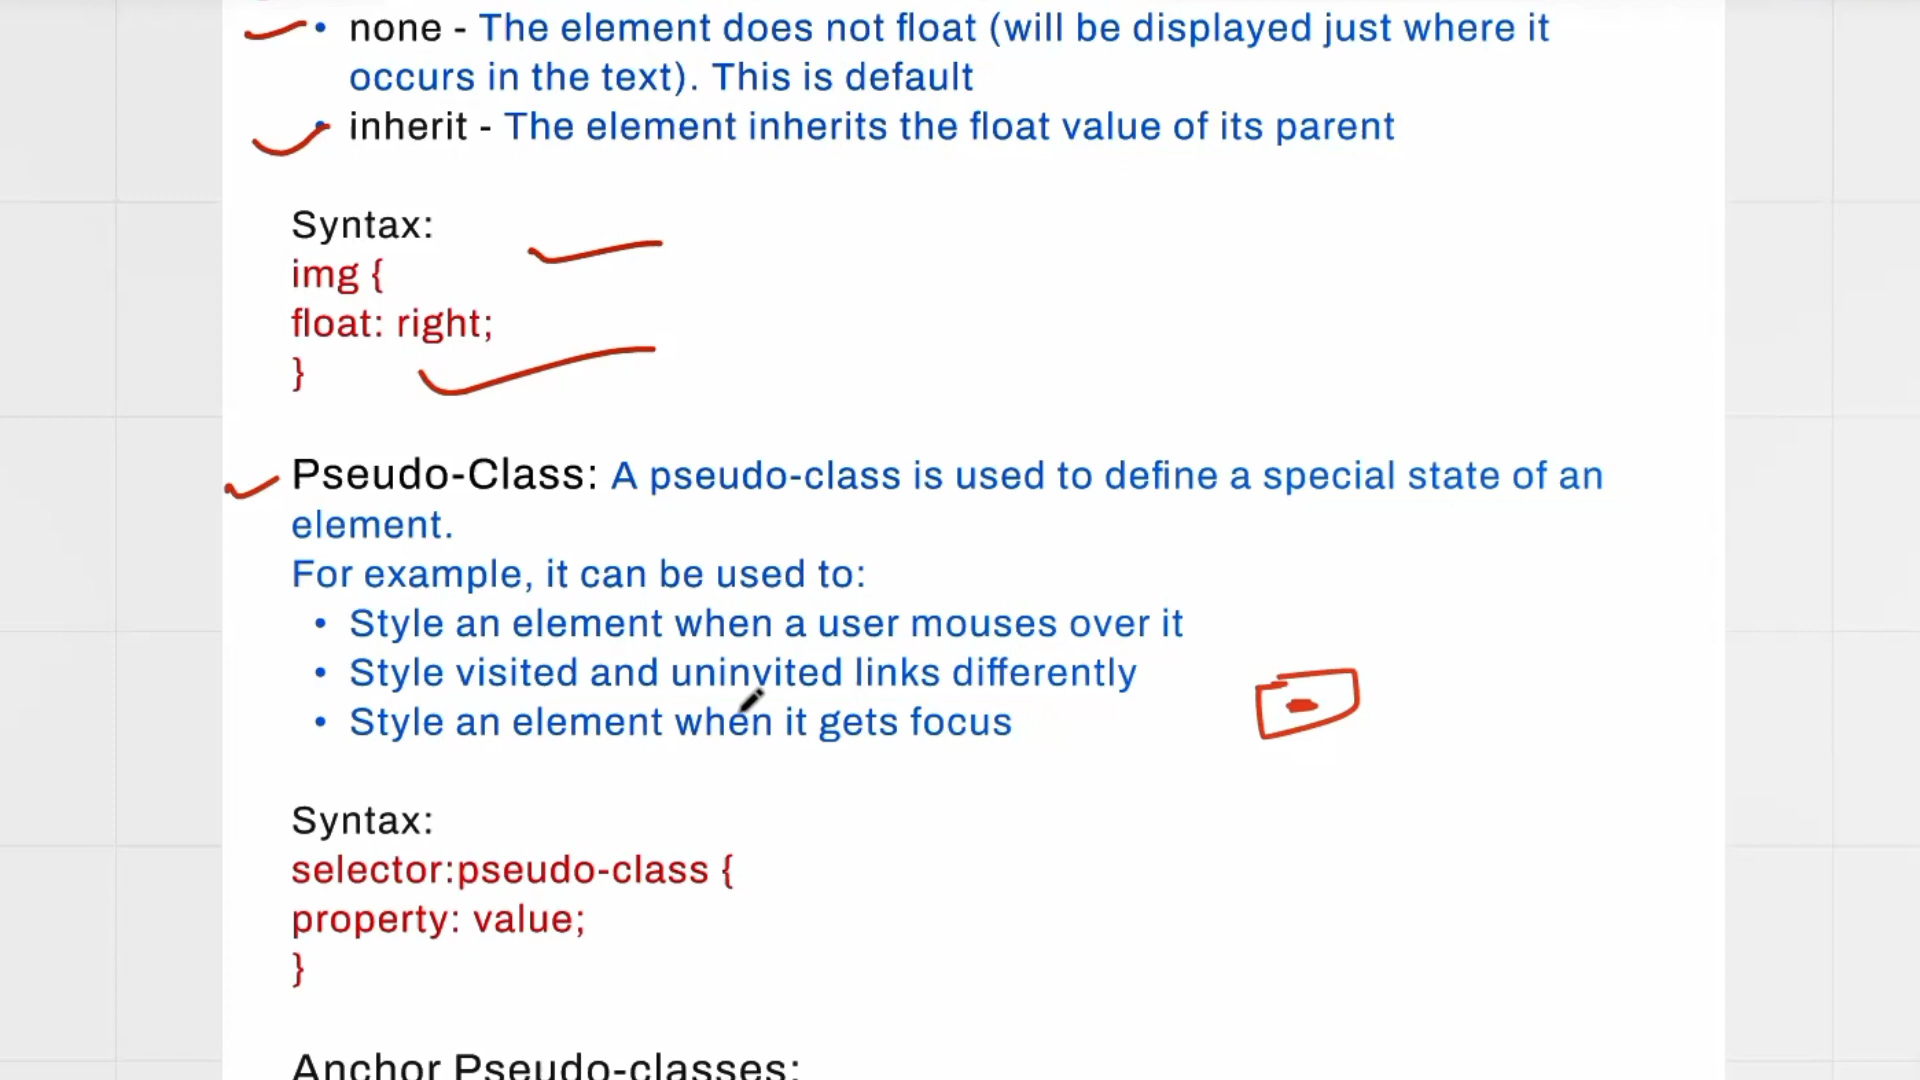 • none - The element does not float (will be displayed just where it
occurs in the text). This is default
• inherit - The element inherits the float value of its parent
Syntax:
img {
float: right;
}
Pseudo-Class: A pseudo-class is used to define a special state of an
element.
For example, it can be used to:
• Style an element when a user mouses over it
• Style visited and uninvited links differently
• Style an element when it gets focus
Syntax:
selector:pseudo-class {
property: value;
}
Anchor Pseudo-classes: